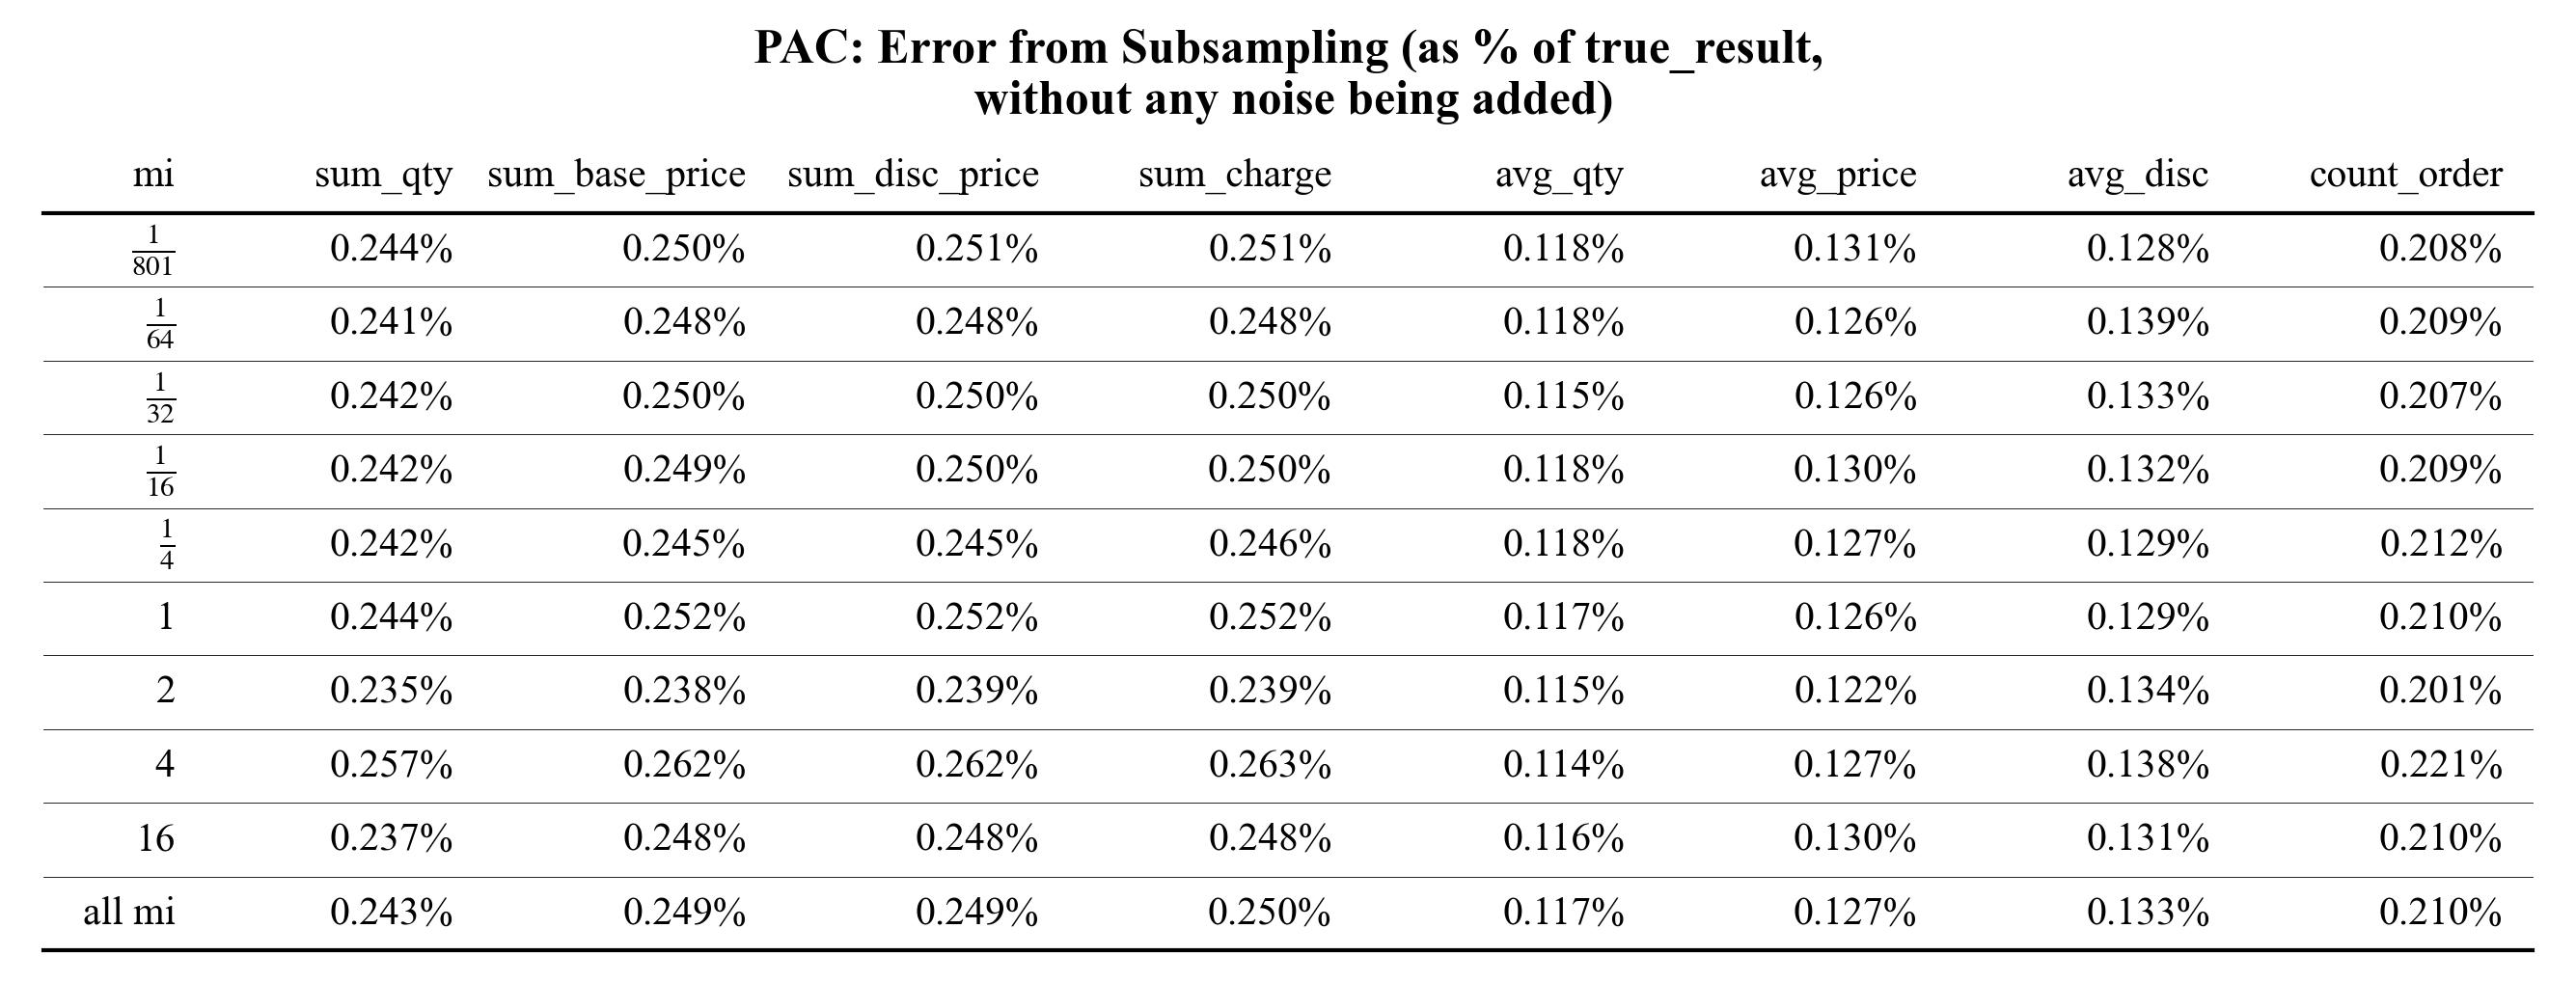 PAC: Error from Subsampling (as % of true_result,
without any noise being added)
mi sum_qty sum_base_price sum_disc_price sum_charge avg_qty avg_price avg_disc count_order
1/801 0.244% 0.250% 0.251% 0.251% 0.118% 0.131% 0.128% 0.208%
1/64 0.241% 0.248% 0.248% 0.248% 0.118% 0.126% 0.139% 0.209%
1/32 0.242% 0.250% 0.250% 0.250% 0.115% 0.126% 0.133% 0.207%
1/16 0.242% 0.249% 0.250% 0.250% 0.118% 0.130% 0.132% 0.209%
1/4 0.242% 0.245% 0.245% 0.246% 0.118% 0.127% 0.129% 0.212%
1 0.244% 0.252% 0.252% 0.252% 0.117% 0.126% 0.129% 0.210%
2 0.235% 0.238% 0.239% 0.239% 0.115% 0.122% 0.134% 0.201%
4 0.257% 0.262% 0.262% 0.263% 0.114% 0.127% 0.138% 0.221%
16 0.237% 0.248% 0.248% 0.248% 0.116% 0.130% 0.131% 0.210%
all mi 0.243% 0.249% 0.249% 0.250% 0.117% 0.127% 0.133% 0.210%